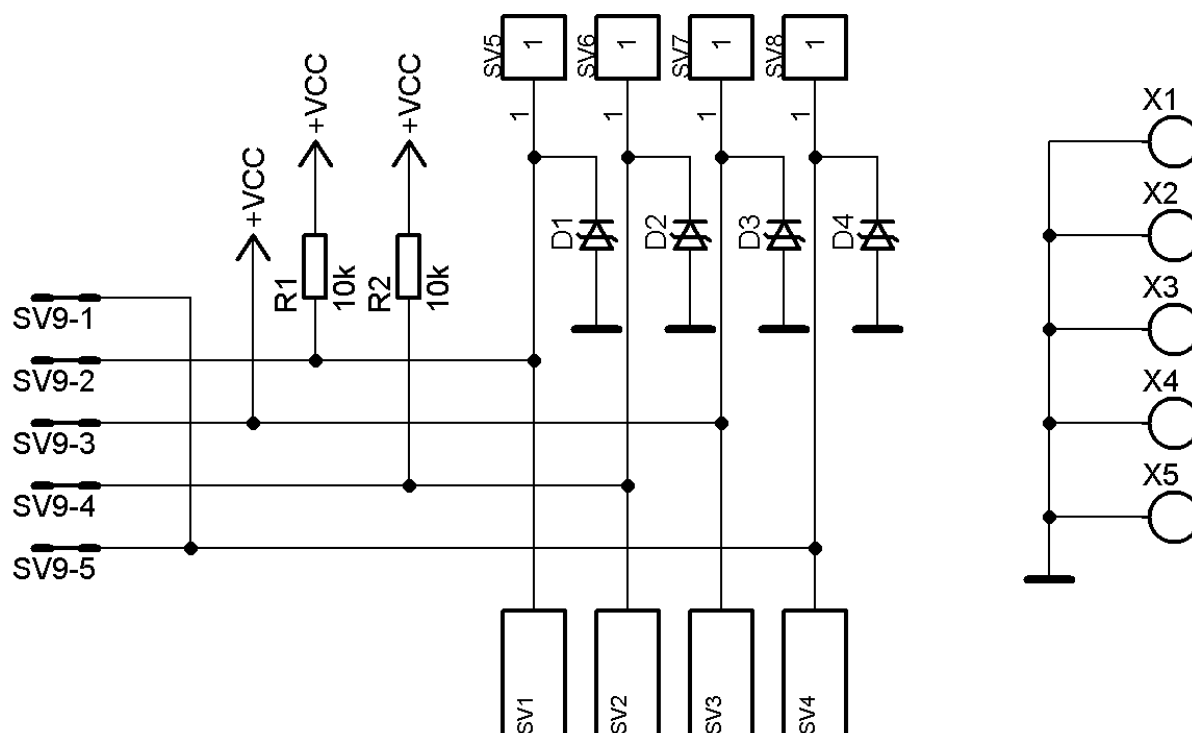 SV5
1
SV6
1
SV7
1
SV8
1
1
1
1
1
+VCC
+VCC
+VCC
X1
X2
X3
X4
X5
D1
D2
D3
D4
R1
10k
R2
10k
SV9-1
SV9-2
SV9-3
SV9-4
SV9-5
SV1
SV2
SV3
SV4